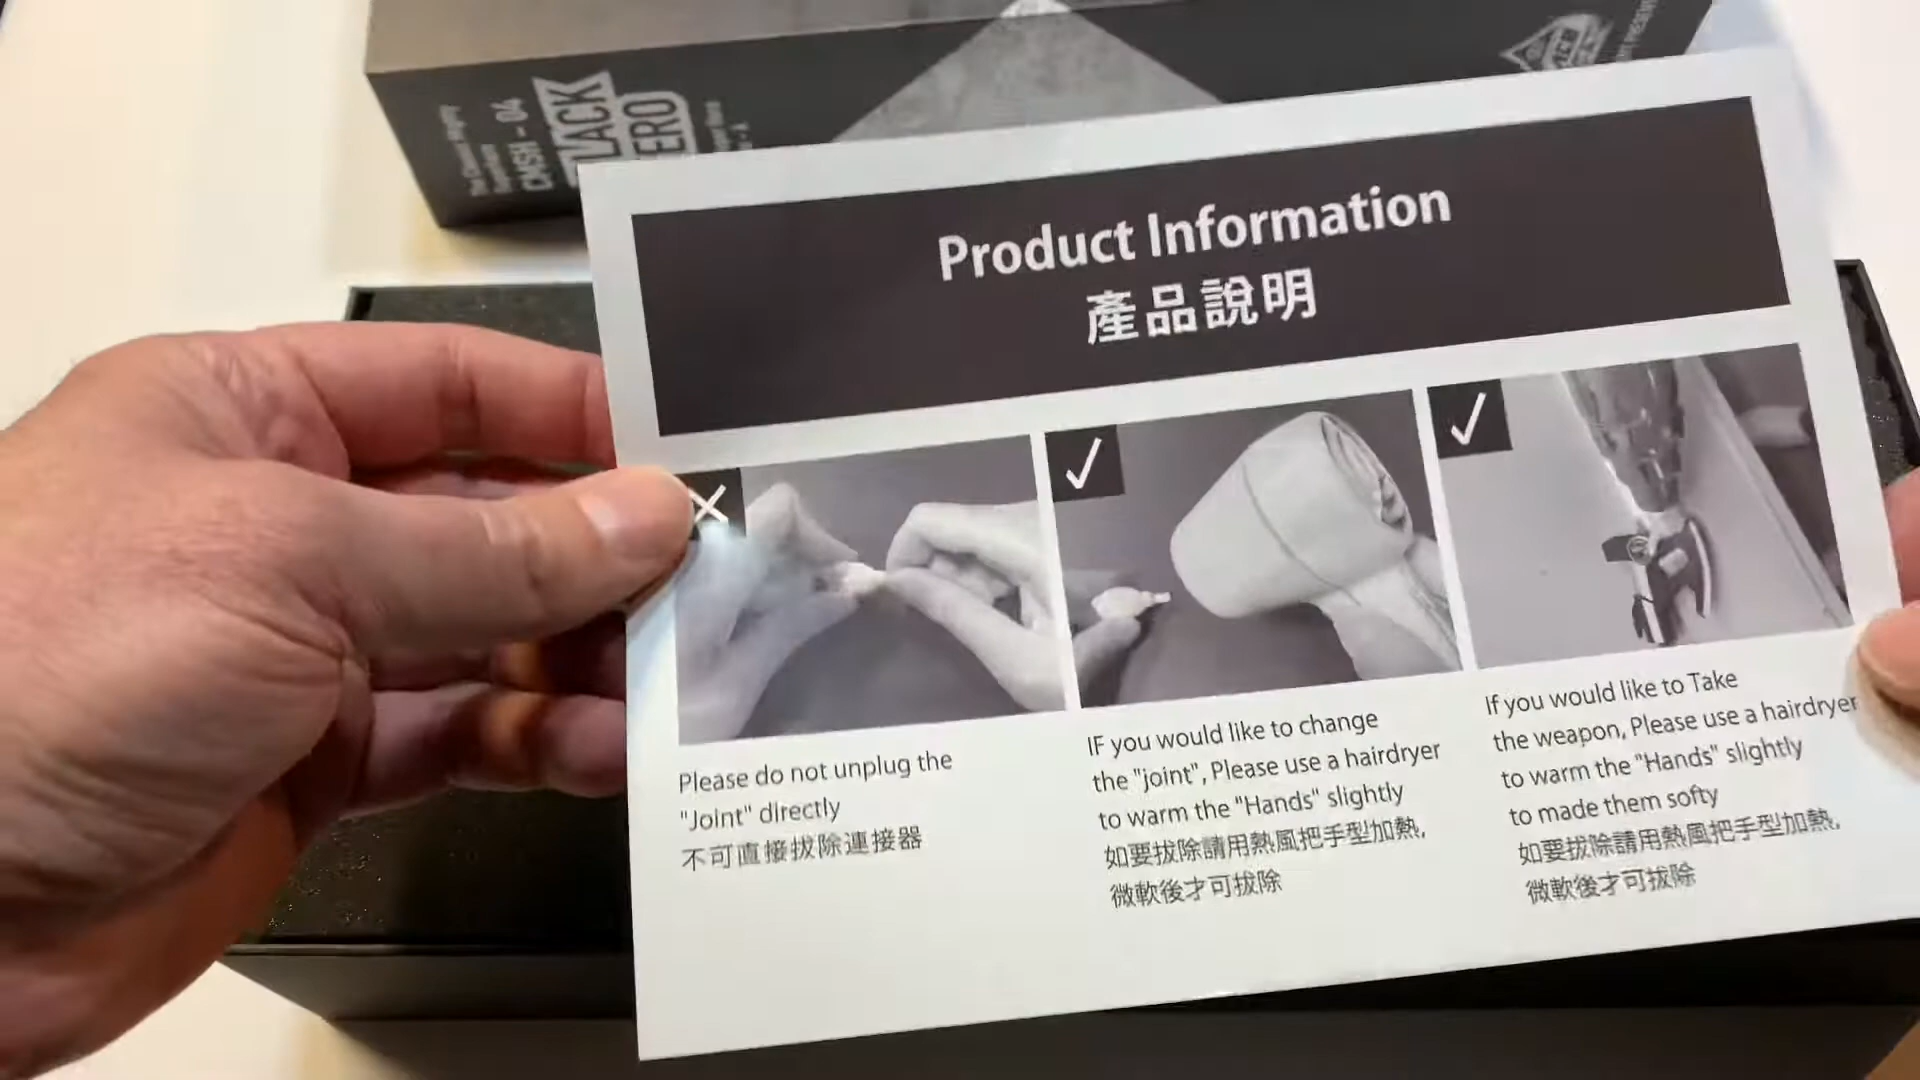 CMSH - 04
Product Information
產品說明
Please do not unplug the
"Joint" directly
不可直接拔除連接器
IF you would like to change
the "joint", Please use a hairdryer
to warm the "Hands" slightly
如要拔除請用熱風把手型加熱,
微軟後才可拔除
If you would like to Take
the weapon, Please use a hairdryer
to warm the "Hands" slightly
to made them softy
如要拔除請用熱風把手型加熱,
微軟後才可拔除